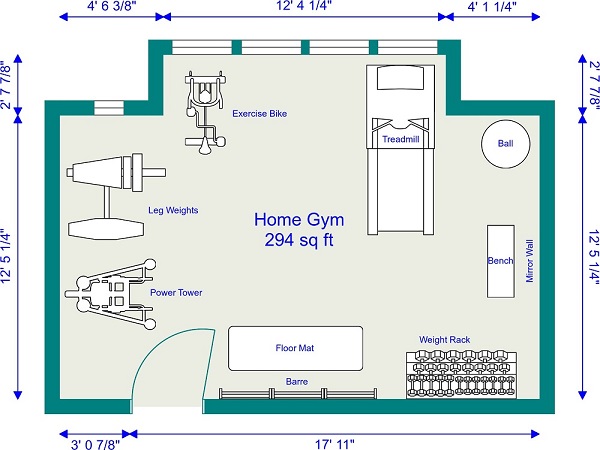 4' 6 3/8"
12' 4 1/4"
4' 1 1/4"
2' 7 7/8"
2' 7 7/8"
Exercise Bike
Treadmill
Ball
Leg Weights
Home Gym
294 sq ft
12' 5 1/4"
12' 5 1/4"
Mirror Wall
Bench
Power Tower
Floor Mat
Weight Rack
Barre
3' 0 7/8"
17' 11"